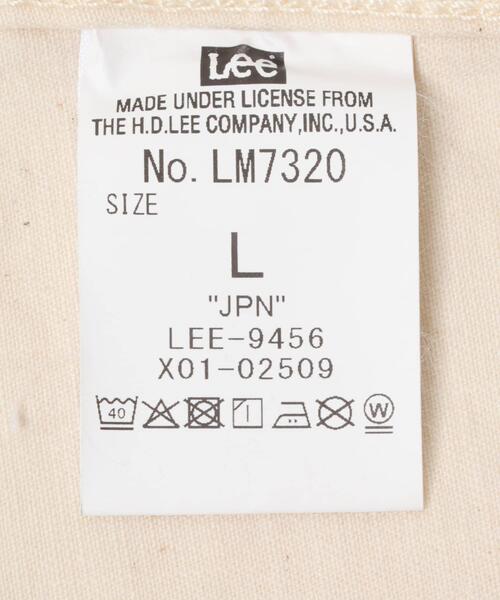 Lee
MADE UNDER LICENSE FROM
THE H.D.LEE COMPANY,INC.,U.S.A.
No. LM7320
SIZE
L
"JPN"
LEE-9456
X01-02509
40 W